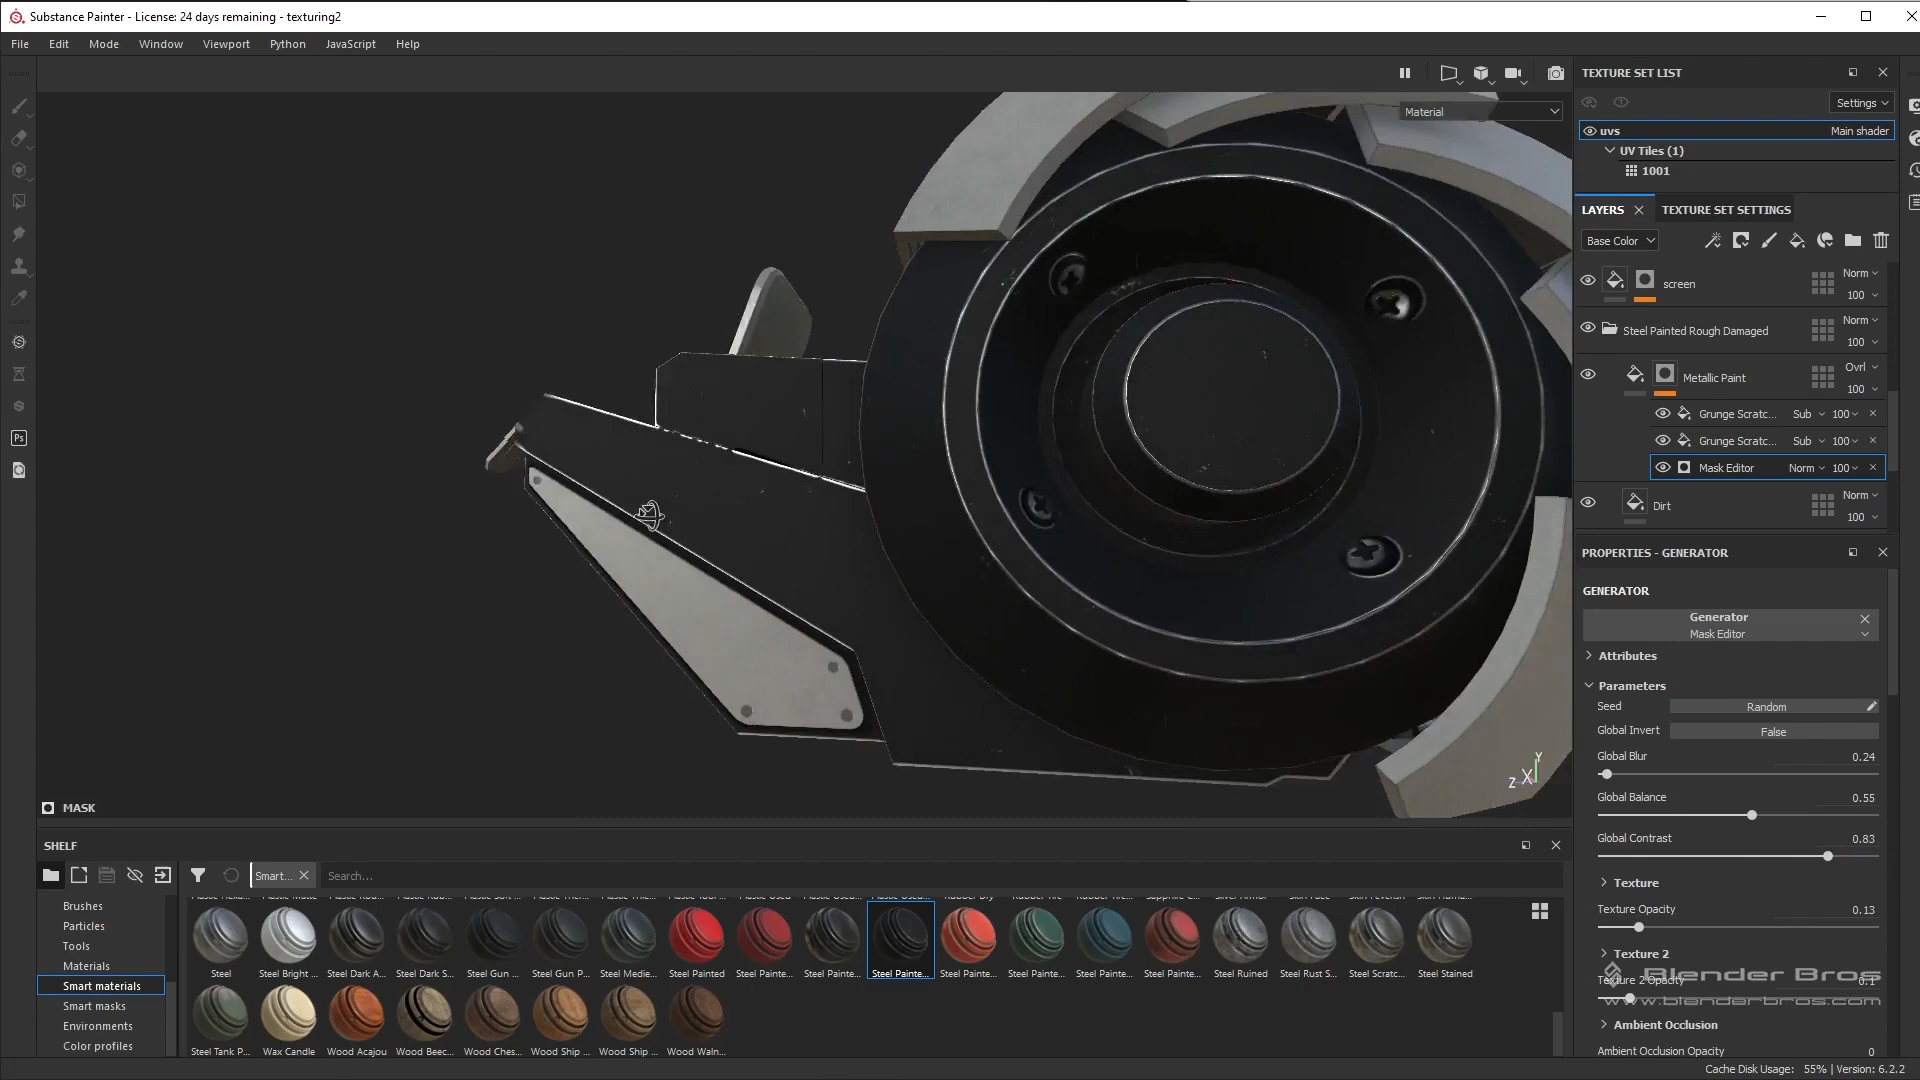 Substance Painter - License: 24 days remaining - texturing2
File Edit Mode Window Viewport Python JavaScript Help
Material
MASK
Z X Y
TEXTURE SET LIST
Settings
uvs Main shader
UV Tiles (1)
1001
LAYERS TEXTURE SET SETTINGS
Base Color
screen Norm 100
Steel Painted Rough Damaged Norm 100
Metallic Paint Ovrl 100
Grunge Scratc... Sub 100
Grunge Scratc... Sub 100
Mask Editor Norm 100
Dirt Norm 100
PROPERTIES - GENERATOR
GENERATOR
Generator
Mask Editor
Attributes
Parameters
Seed Random
Global Invert False
Global Blur 0.24
Global Balance 0.55
Global Contrast 0.83
Texture
Texture Opacity 0.13
Texture 2
Blender Bros
Texture 2 Opacity 0.1
www.blenderbros.com
Ambient Occlusion
Ambient Occlusion Opacity 0
SHELF
Ps
Smart... Search...
Brushes
Particles
Tools
Materials
Smart materials
Smart masks
Environments
Color profiles
Steel Steel Bright ... Steel Dark A... Steel Dark S... Steel Gun ... Steel Gun P... Steel Medie... Steel Painted Steel Painte... Steel Painte... Steel Painte... Steel Painte... Steel Painte... Steel Painte... Steel Painte... Steel Ruined Steel Rust S... Steel Scratc... Steel Stained
Steel Tank P... Wax Candle Wood Acajou Wood Beec... Wood Ches... Wood Ship ... Wood Ship ... Wood Waln...
Cache Disk Usage: 55% | Version: 6.2.2